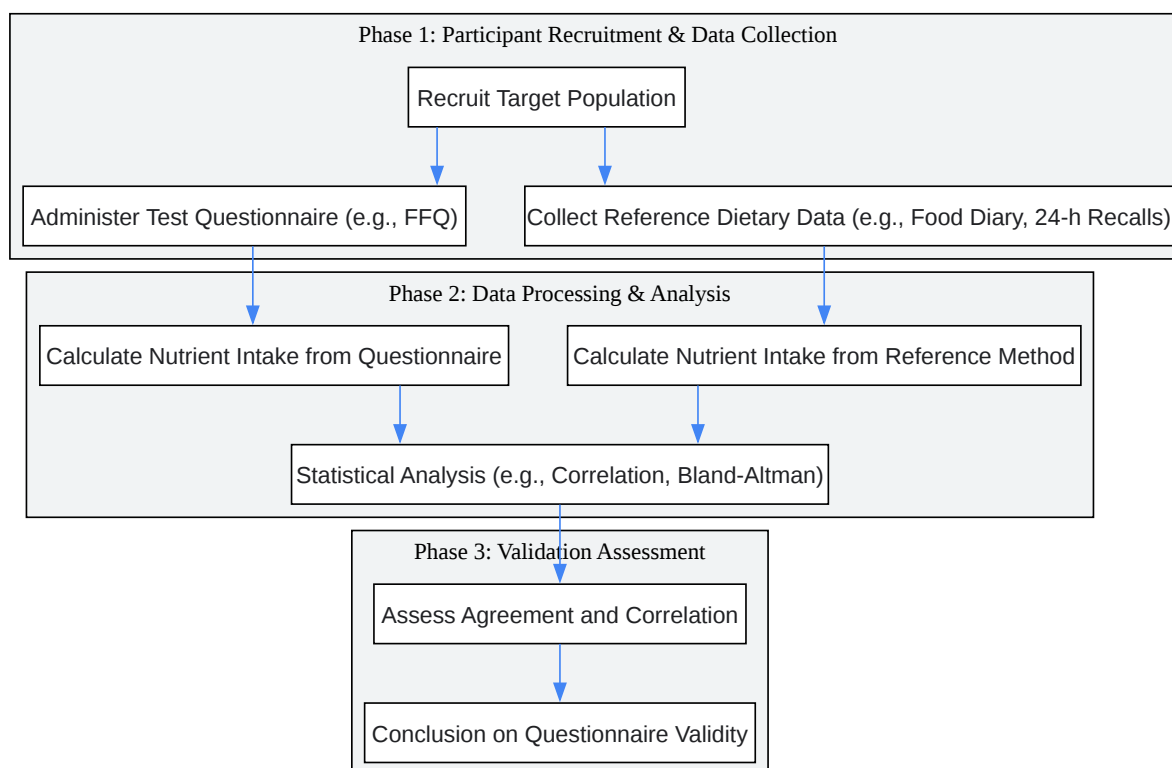 Phase 1: Participant Recruitment & Data Collection
Recruit Target Population
Administer Test Questionnaire (e.g., FFQ)
Collect Reference Dietary Data (e.g., Food Diary, 24-h Recalls)
Phase 2: Data Processing & Analysis
Calculate Nutrient Intake from Questionnaire
Calculate Nutrient Intake from Reference Method
Statistical Analysis (e.g., Correlation, Bland-Altman)
Phase 3: Validation Assessment
Assess Agreement and Correlation
Conclusion on Questionnaire Validity